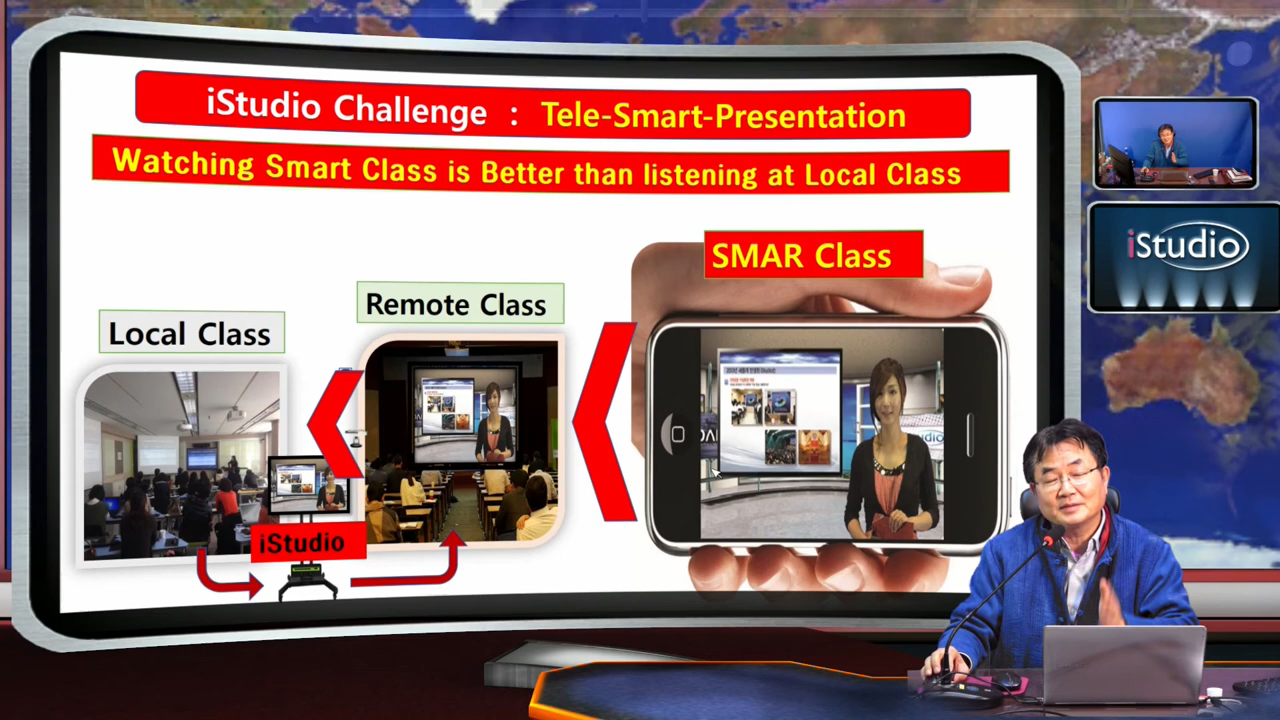 iStudio Challenge : Tele-Smart-Presentation
Watching Smart Class is Better than listening at Local Class
SMAR Class
Remote Class
Local Class
iStudio
iStudio